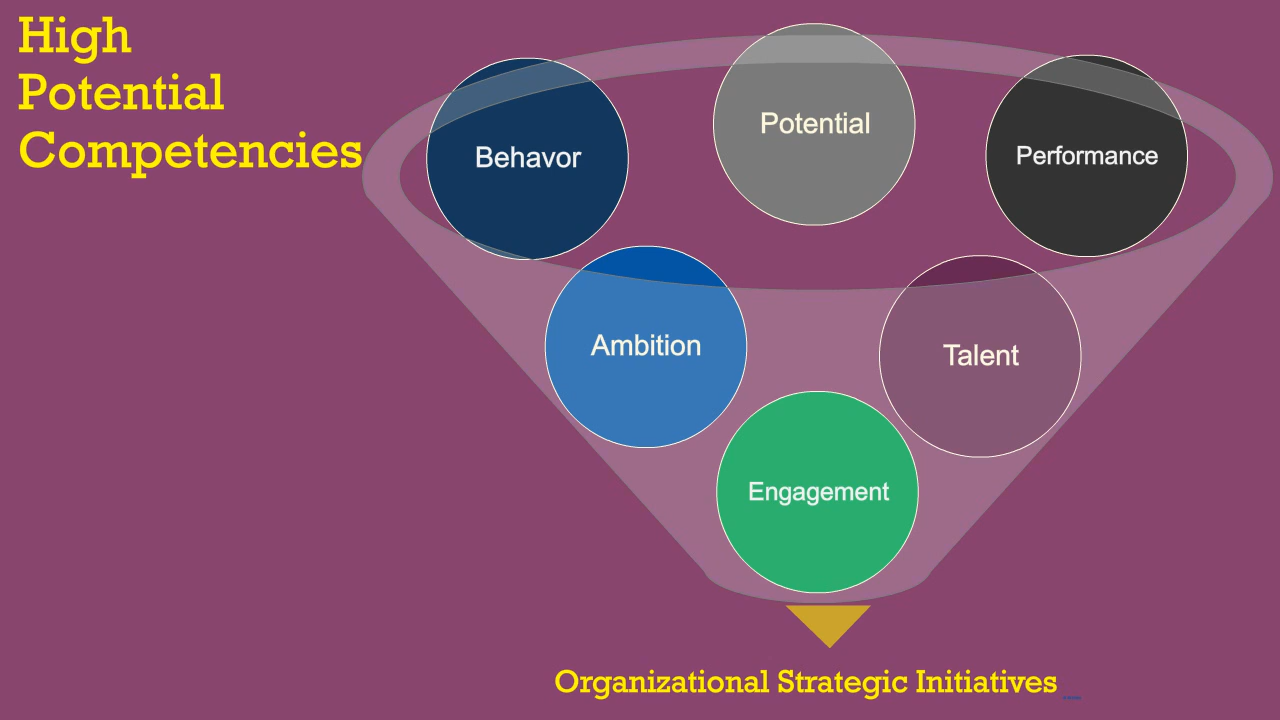 High
Potential
Competencies
Behavor
Potential
Performance
Ambition
Talent
Engagement
Organizational Strategic Initiatives